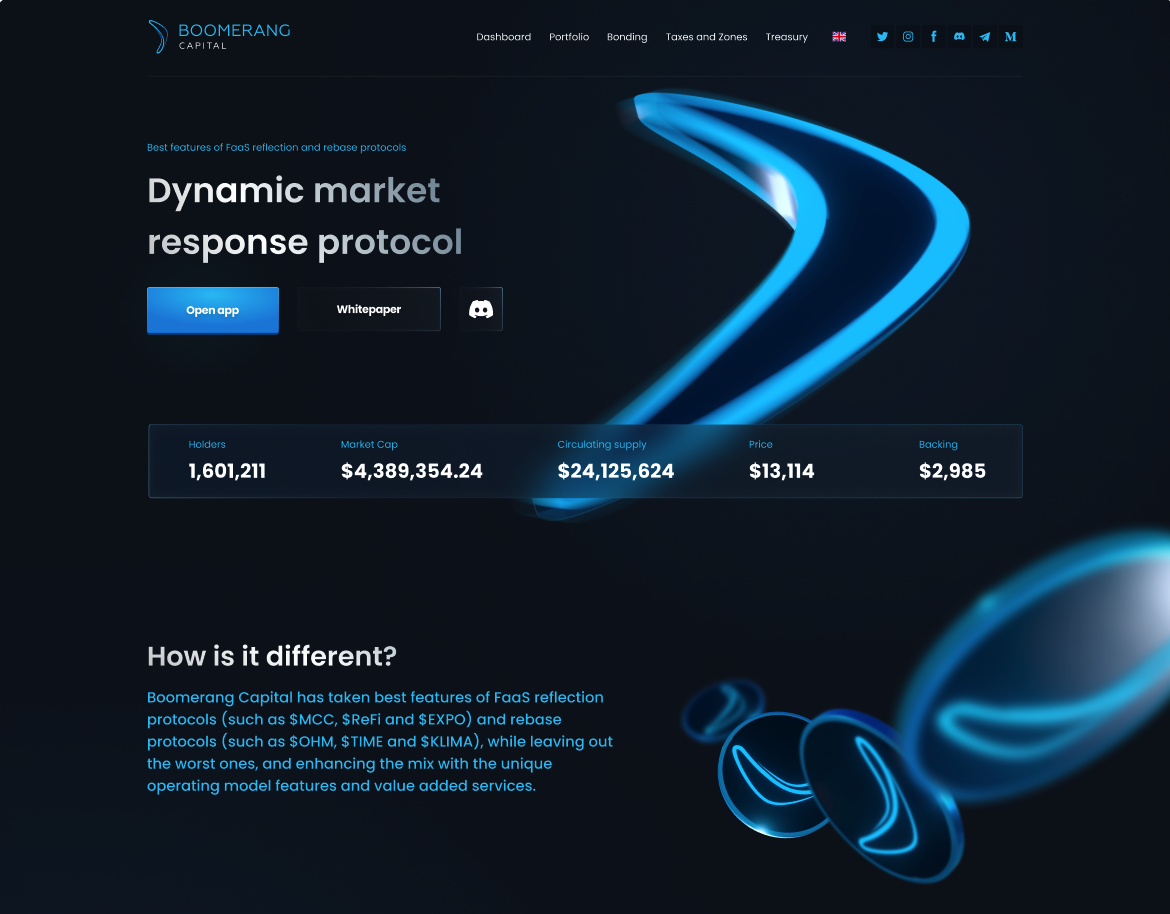 BOOMERANG
CAPITAL
Dashboard Portfolio Bonding Taxes and Zones Treasury
Best features of FaaS reflection and rebase protocols
Dynamic market
response protocol
Open app Whitepaper
Holders Market Cap Circulating supply Price Backing
1,601,211 $4,389,354.24 $24,125,624 $13,114 $2,985
How is it different?
Boomerang Capital has taken best features of FaaS reflection
protocols (such as $MCC, $ReFi and $EXPO) and rebase
protocols (such as $OHM, $TIME and $KLIMA), while leaving out
the worst ones, and enhancing the mix with the unique
operating model features and value added services.